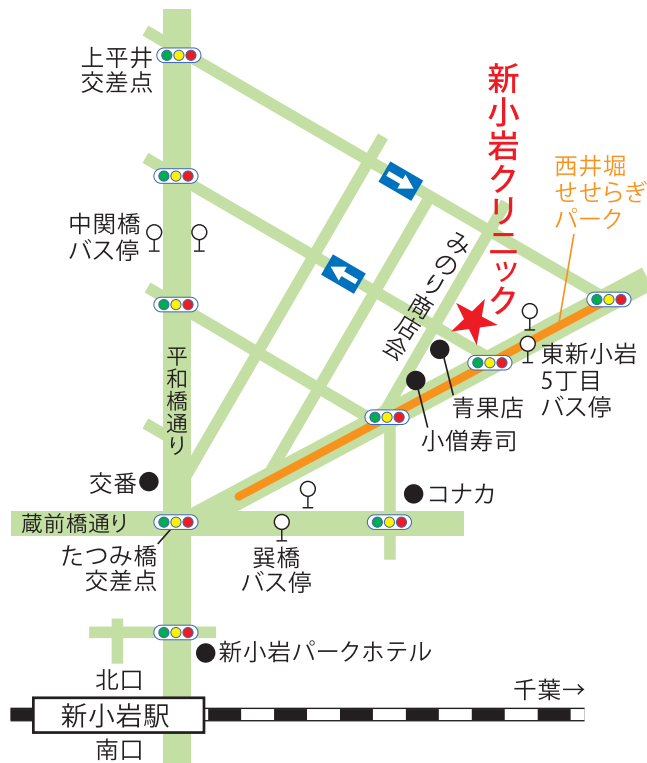 上平井
交差点
新小岩クリニック
西井堀
せせらぎ
パーク
中関橋
バス停
みのり商店会
平和橋通り
東新小岩
5丁目
バス停
青果店
小僧寿司
交番
コナカ
蔵前橋通り
たつみ橋
交差点
巽橋
バス停
新小岩パークホテル
北口
千葉→
新小岩駅
南口